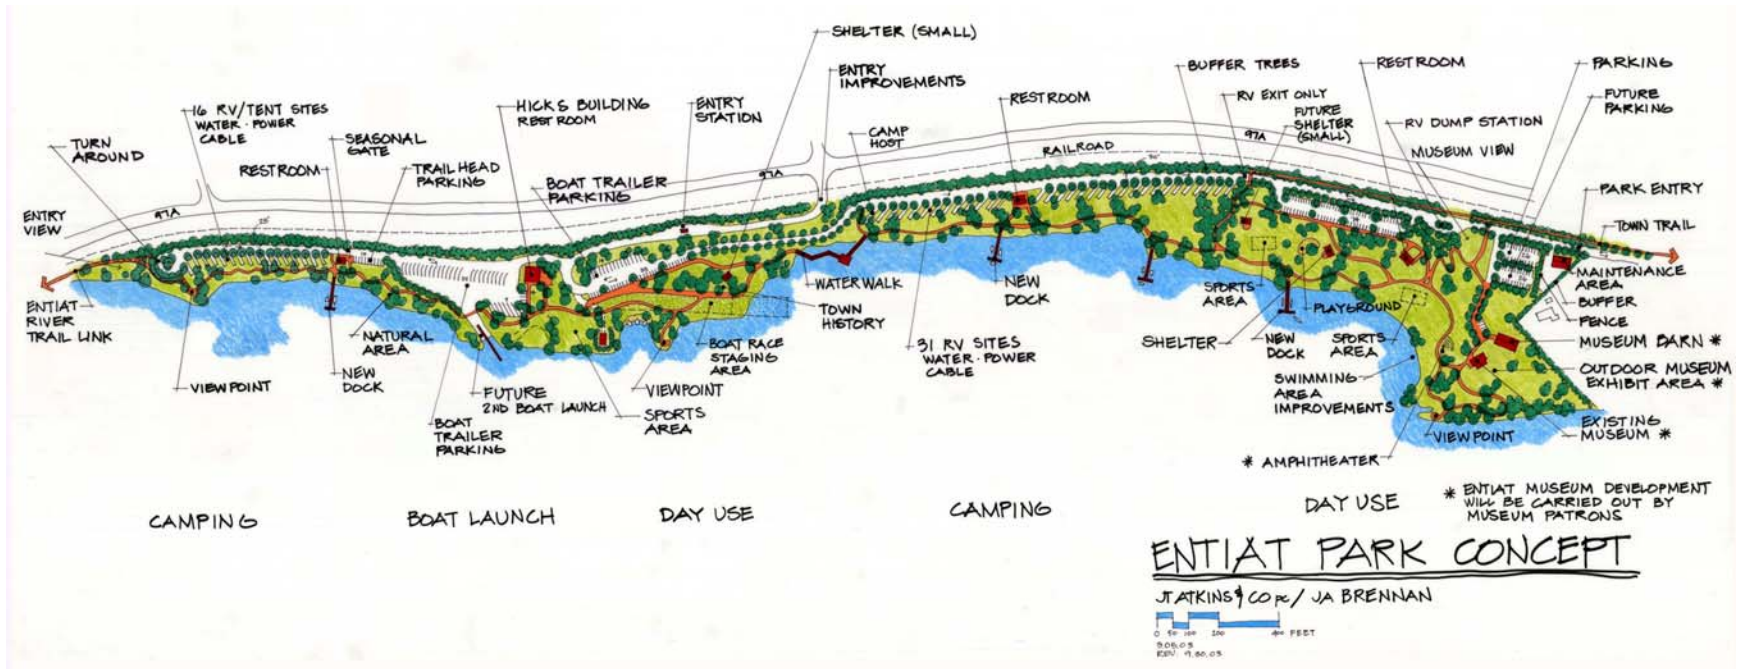 SHELTER (SMALL)
ENTRY
IMPROVEMENTS
BUFFER TREES
RESTROOM
PARKING
16 RV/TENT SITES
WATER · POWER
CABLE
HICKS BUILDING
RESTROOM
ENTRY
STATION
RESTROOM
RV EXIT ONLY
FUTURE
SHELTER
(SMALL)
FUTURE
PARKING
TURN
AROUND
SEASONAL
GATE
CAMP
HOST
RV DUMP STATION
RESTROOM
TRAILHEAD
PARKING
BOAT TRAILER
PARKING
97A
RAILROAD
97A
MUSEUM VIEW
PARK ENTRY
ENTRY
VIEW
97A
TOWN TRAIL
ENTIAT
RIVER
TRAIL LINK
NATURAL
AREA
WATERWALK
NEW
DOCK
SPORTS
AREA
PLAYGROUND
MAINTENANCE
AREA
BUFFER
FENCE
TOWN
HISTORY
VIEWPOINT
NEW
DOCK
FUTURE
2ND BOAT LAUNCH
VIEWPOINT
BOAT RACE
STAGING
AREA
31 RV SITES
WATER · POWER
CABLE
SHELTER
NEW
DOCK
SPORTS
AREA
MUSEUM BARN *
OUTDOOR MUSEUM
EXHIBIT AREA *
SWIMMING
AREA
IMPROVEMENTS
BOAT
TRAILER
PARKING
SPORTS
AREA
VIEWPOINT
EXISTING
MUSEUM *
* AMPHITHEATER
CAMPING
BOAT LAUNCH
DAY USE
CAMPING
DAY USE
* ENTIAT MUSEUM DEVELOPMENT
WILL BE CARRIED OUT BY
MUSEUM PATRONS
ENTIAT PARK CONCEPT
JT ATKINS & CO pc / JA BRENNAN
0 50 100 200 400 FEET